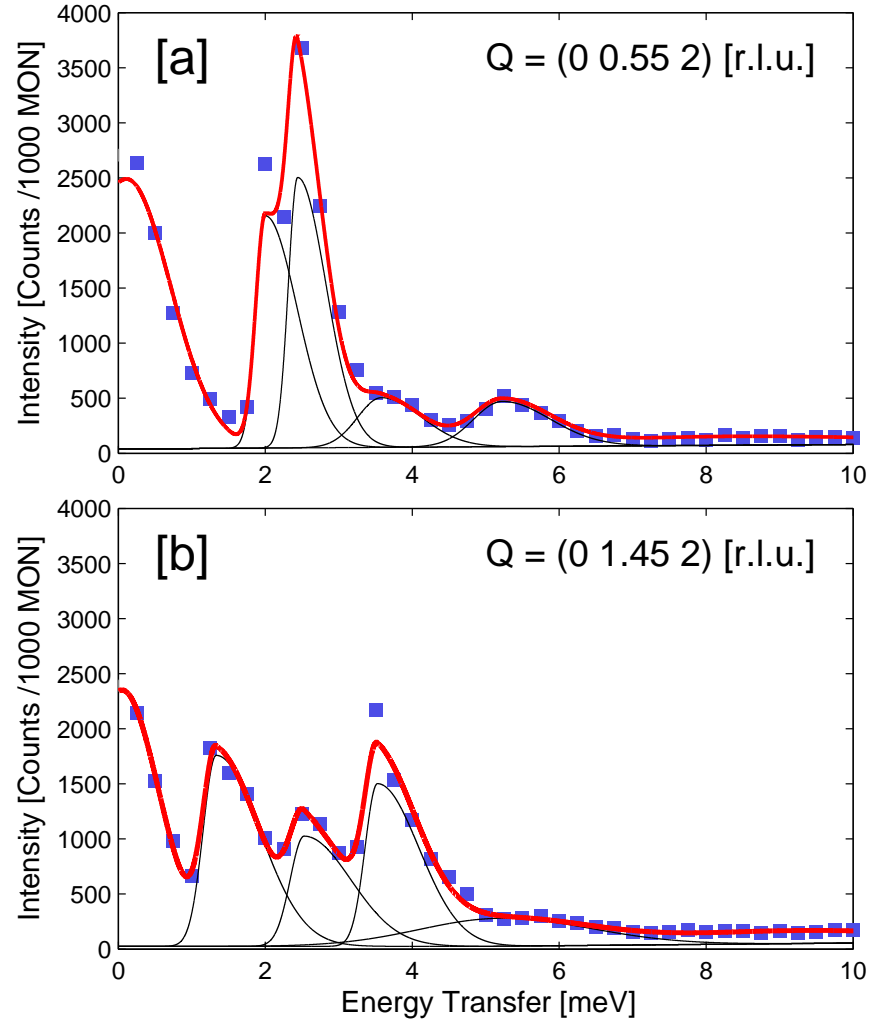 [a]
Q = (0 0.55 2) [r.l.u.]
Intensity [Counts /1000 MON]
4000
3500
3000
2500
2000
1500
1000
500
0
0 2 4 6 8 10
[b]
Q = (0 1.45 2) [r.l.u.]
Intensity [Counts /1000 MON]
4000
3500
3000
2500
2000
1500
1000
500
0
0 2 4 6 8 10
Energy Transfer [meV]